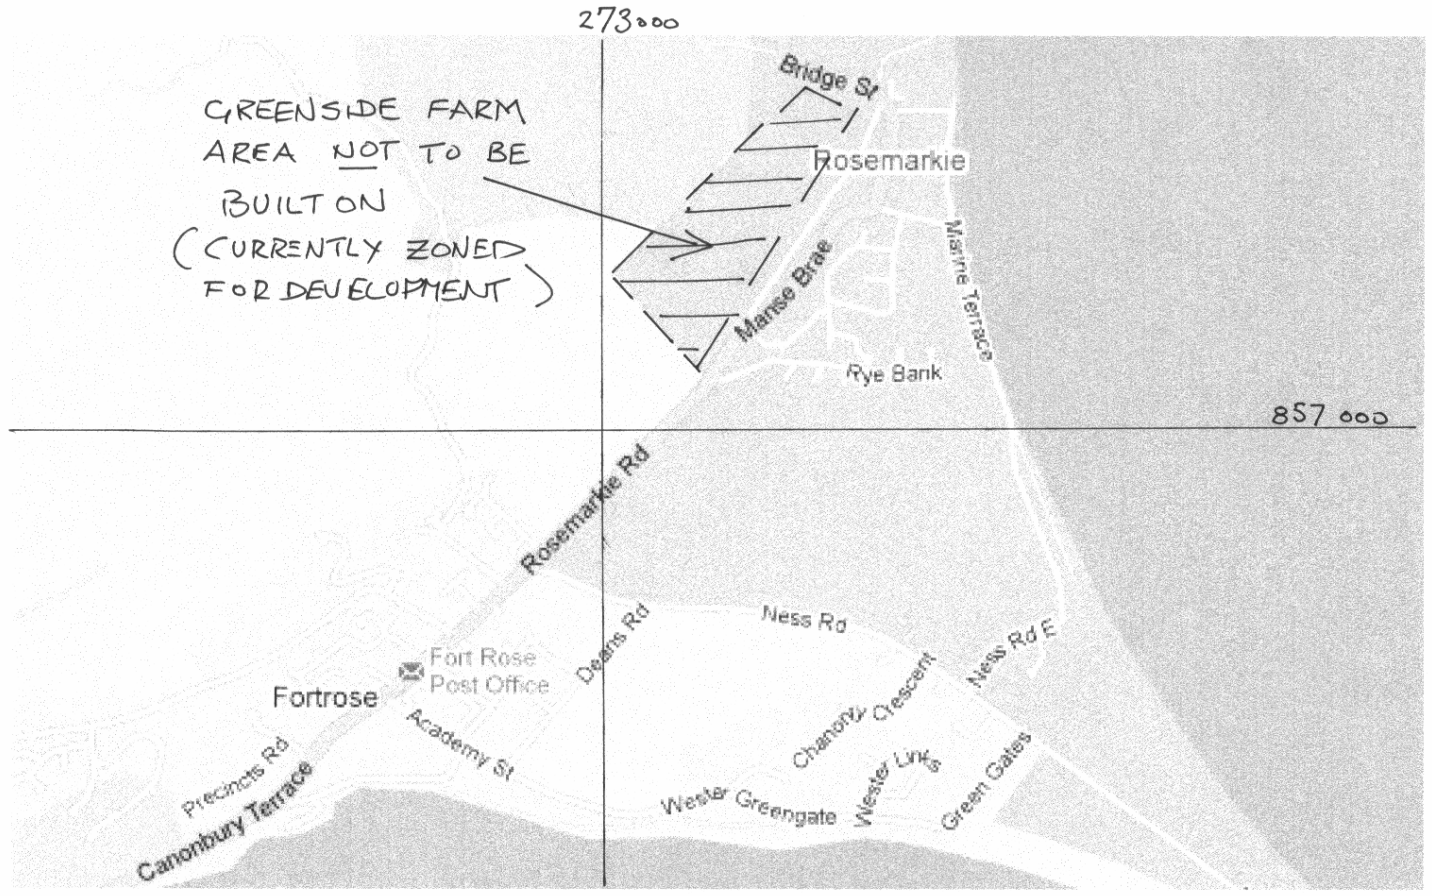 273000
Bridge St
GREENSIDE FARM
AREA NOT TO BE
BUILT ON
(CURRENTLY ZONED
FOR DEVELOPMENT)
Rosemarkie
Marine Terrace
Manse Brae
Rye Bank
857 000
Rosemarkie Rd
Ness Rd
Deans Rd
Ness Rd E
Fort Rose
Post Office
Fortrose
Chanonry Crescent
Academy St
Wester Links
Green Gates
Precincts Rd
Wester Greengate
Canonbury Terrace